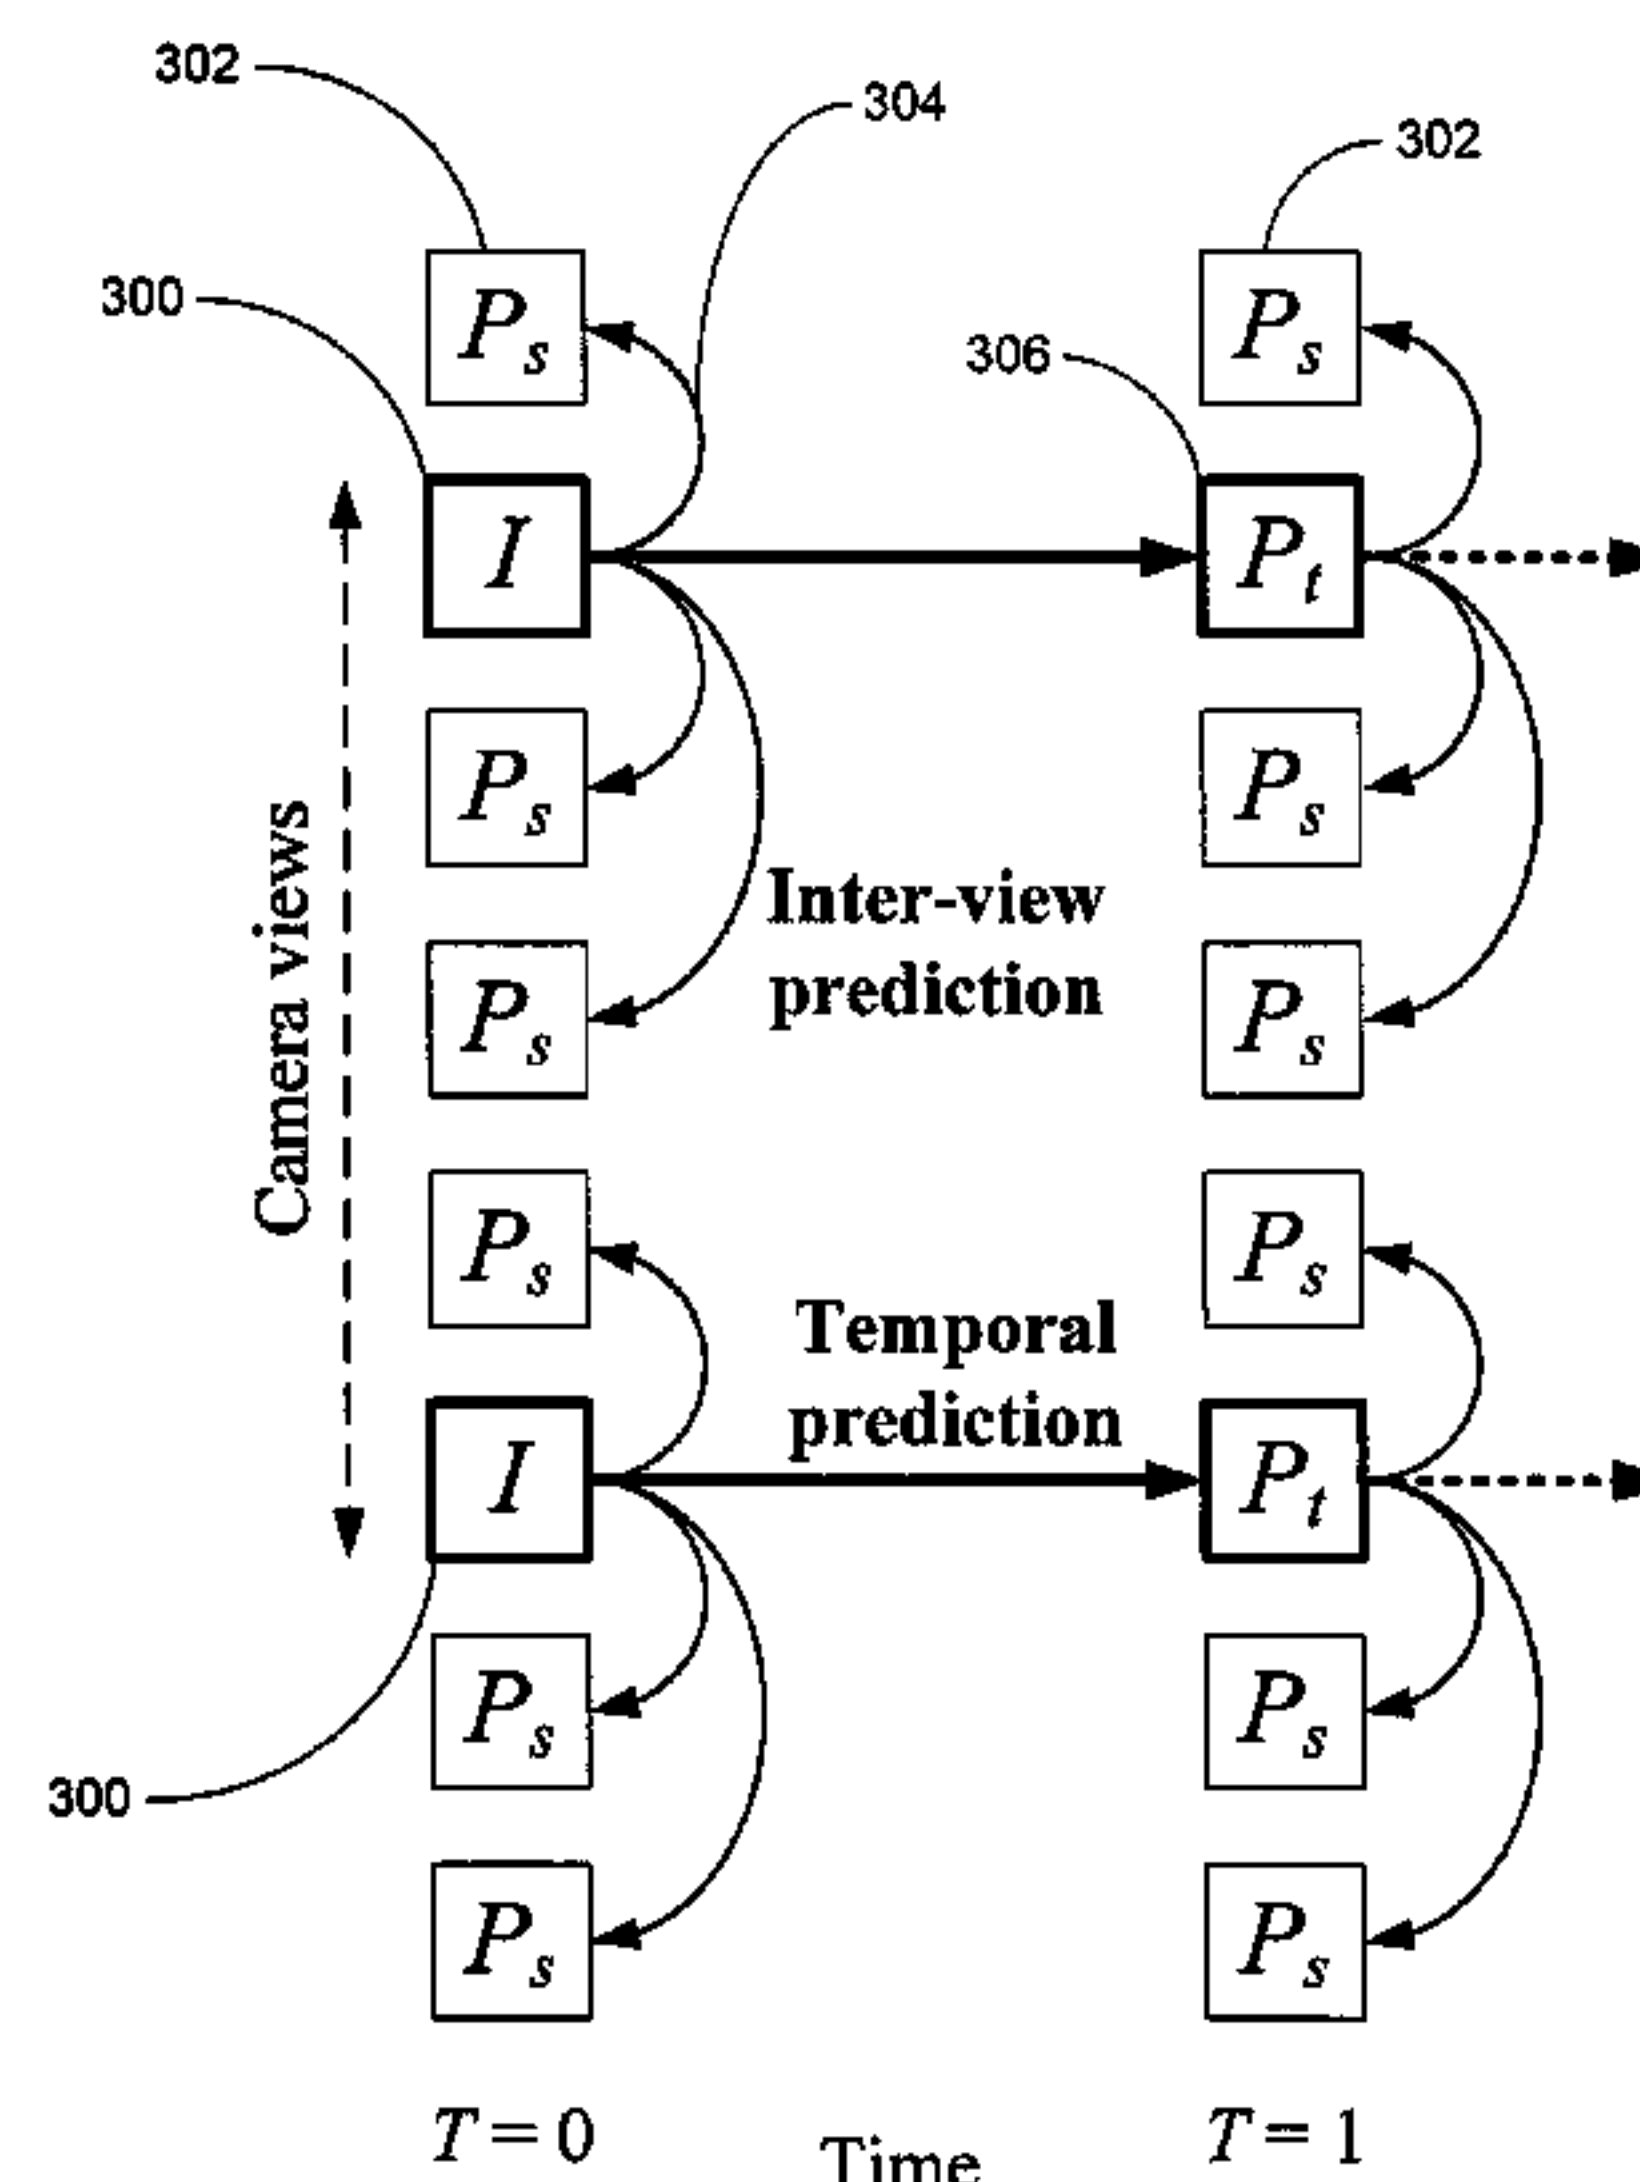 302
304
302
300
P_s
306
P_s
I
P_t
P_s
P_s
Camera views
Inter-view
prediction
P_s
P_s
P_s
P_s
Temporal
prediction
I
P_t
P_s
P_s
300
P_s
P_s
T = 0
Time
T = 1